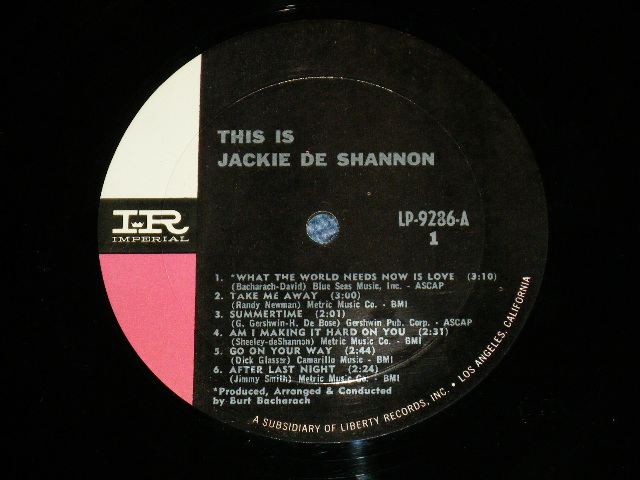 THIS IS
JACKIE DE SHANNON
IR
IMPERIAL
LP-9286-A
1
1. *WHAT THE WORLD NEEDS NOW IS LOVE (3:10)
(Bacharach-David) Blue Seas Music, Inc. - ASCAP
2. TAKE ME AWAY (3:00)
(Randy Newman) Metric Music Co. - BMI
3. SUMMERTIME (2:01)
(G. Gershwin-H. De Bose) Gershwin Pub. Corp. - ASCAP
4. AM I MAKING IT HARD ON YOU (2:31)
(Sheeley-deShannon) Metric Music Co. - BMI
5. GO ON YOUR WAY (2:44)
(Dick Glasser) Camarillo Music - BMI
6. AFTER LAST NIGHT (2:24)
(Jimmy Smith) Metric Music Co. - BMI
*Produced, Arranged & Conducted
by Burt Bacharach
A SUBSIDIARY OF LIBERTY RECORDS, INC. • LOS ANGELES, CALIFORNIA